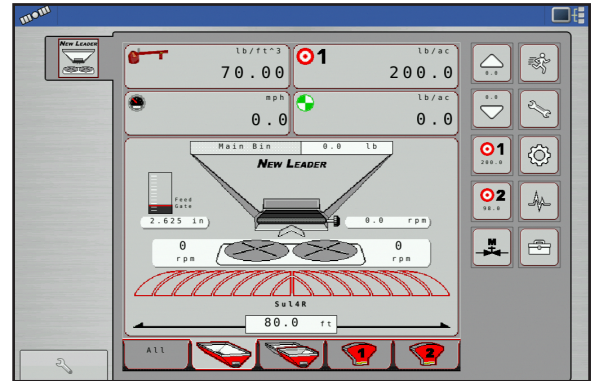 New Leader
lb/ft^3
70.00
1
lb/ac
200.0
mph
0.0
lb/ac
0.0
Main Bin 0.0 lb
New Leader
Feed
Gate
2.625 in
0.0 rpm
0
rpm
0
rpm
Sul4R
80.0 ft
All
1
2
0.0
0.0
1
200.0
2
90.0
M